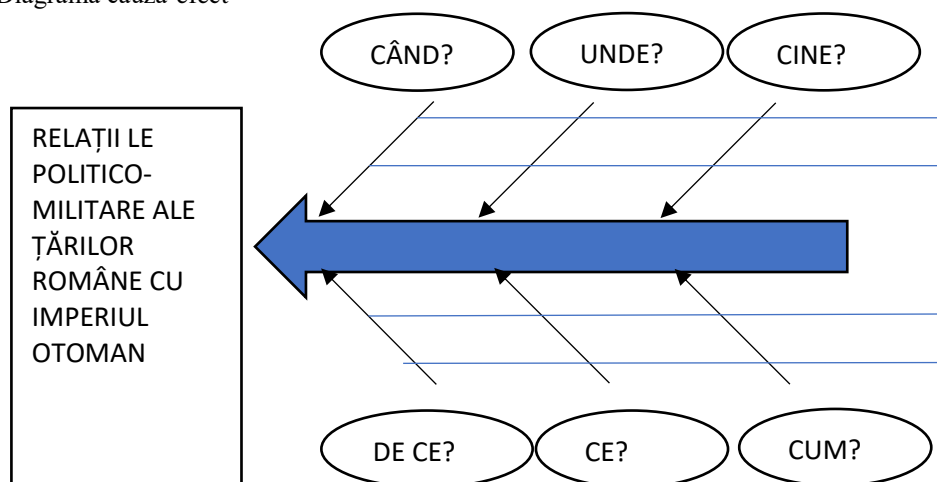 Diagrama cauză-efect
CÂND?
UNDE?
CINE?
RELAȚII LE
POLITICO-
MILITARE ALE
ȚĂRILOR
ROMÂNE CU
IMPERIUL
OTOMAN
DE CE?
CE?
CUM?